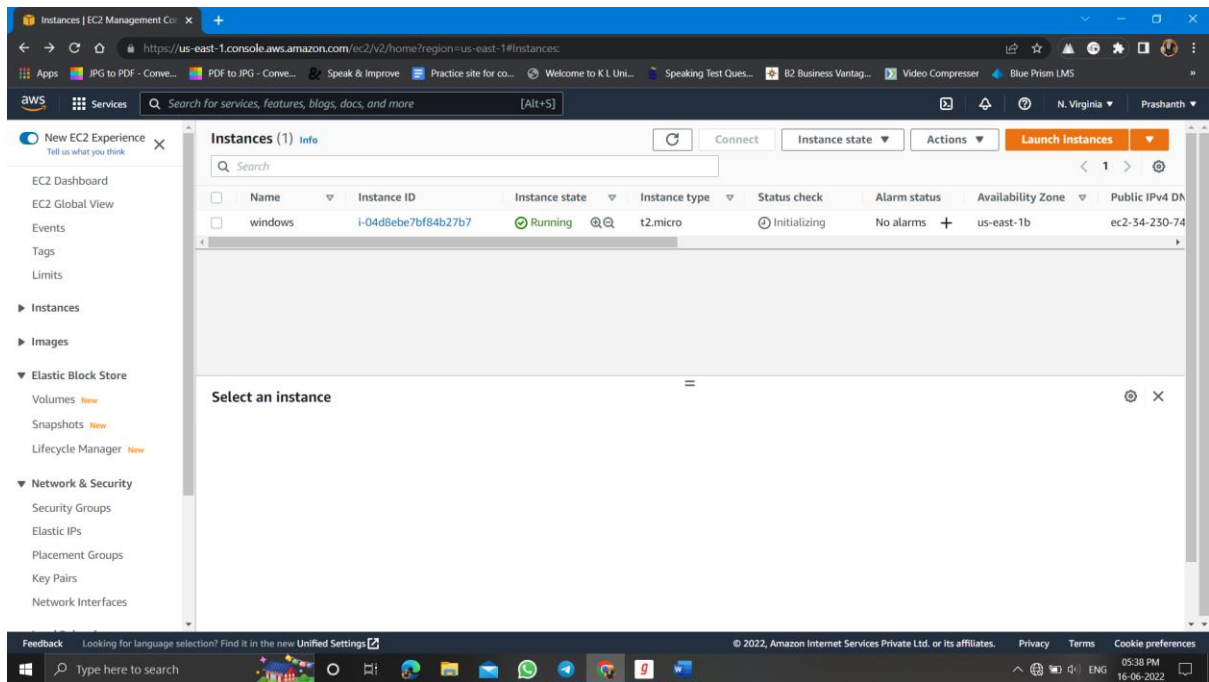 Instances | EC2 Management Co
https://us-east-1.console.aws.amazon.com/ec2/v2/home?region=us-east-1#Instances:
Apps JPG to PDF - Conve... PDF to JPG - Conve... Speak & Improve Practice site for co... Welcome to K L Uni... Speaking Test Ques... B2 Business Vantag... Video Compresser Blue Prism LMS »
aws Services Search for services, features, blogs, docs, and more [Alt+S] N. Virginia Prashanth
New EC2 Experience
Tell us what you think
EC2 Dashboard
EC2 Global View
Events
Tags
Limits
Instances
Images
Elastic Block Store
Volumes New
Snapshots New
Lifecycle Manager New
Network & Security
Security Groups
Elastic IPs
Placement Groups
Key Pairs
Network Interfaces
Instances (1) Info Connect Instance state Actions Launch instances
Search 1
Name Instance ID Instance state Instance type Status check Alarm status Availability Zone Public IPv4 DN
windows i-04d8ebe7bf84b27b7 Running t2.micro Initializing No alarms + us-east-1b ec2-34-230-74
Select an instance
Feedback Looking for language selection? Find it in the new Unified Settings © 2022, Amazon Internet Services Private Ltd. or its affiliates. Privacy Terms Cookie preferences
Type here to search ENG 05:38 PM
16-06-2022